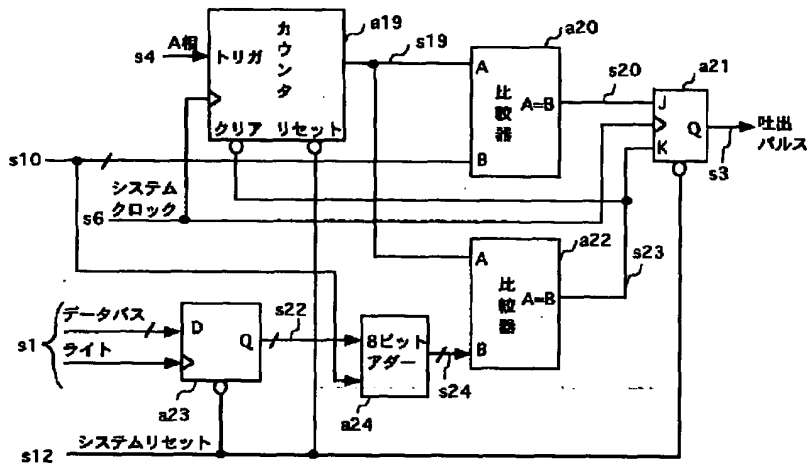 a19
A相
s4
トリガ
カウンタ
クリア リセット
s19
a20
A
比較器
A=B
B
s20
a21
J
Q
K
吐出
パルス
s3
s10
システム
クロック
s6
a22
A
比較器
A=B
B
s23
s1
データバス
ライト
D
Q
a23
s22
8ビット
アダー
a24
s24
システムリセット
s12